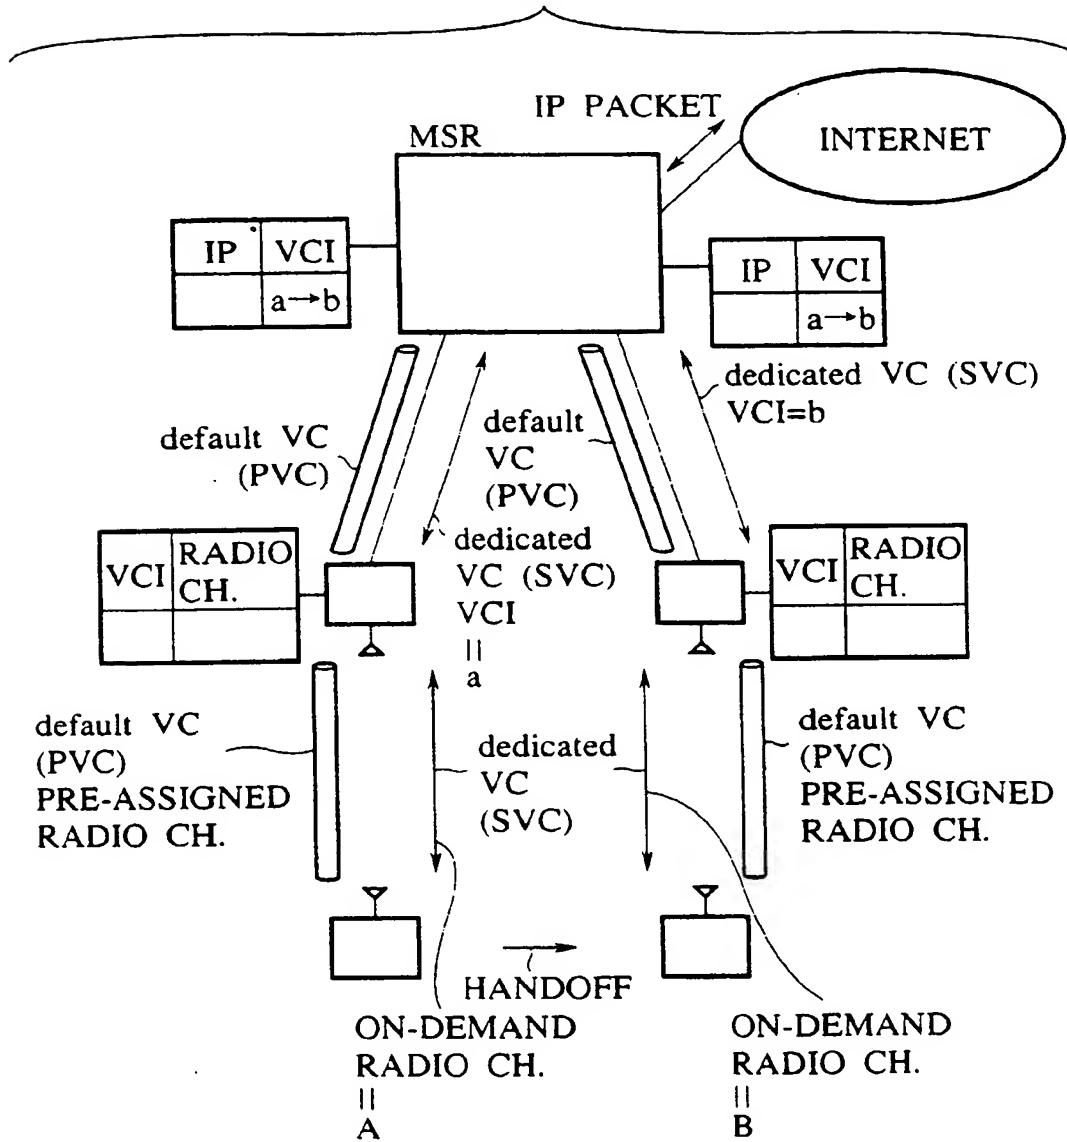 IP PACKET
INTERNET
MSR
IP VCI
a→b
IP VCI
a→b
dedicated VC (SVC)
VCI=b
default VC
(PVC)
default
VC
(PVC)
dedicated
VC (SVC)
VCI
=
a
VCI RADIO
CH.
VCI RADIO
CH.
default VC
(PVC)
PRE-ASSIGNED
RADIO CH.
dedicated
VC
(SVC)
default VC
(PVC)
PRE-ASSIGNED
RADIO CH.
HANDOFF
ON-DEMAND
RADIO CH.
=
A
ON-DEMAND
RADIO CH.
=
B